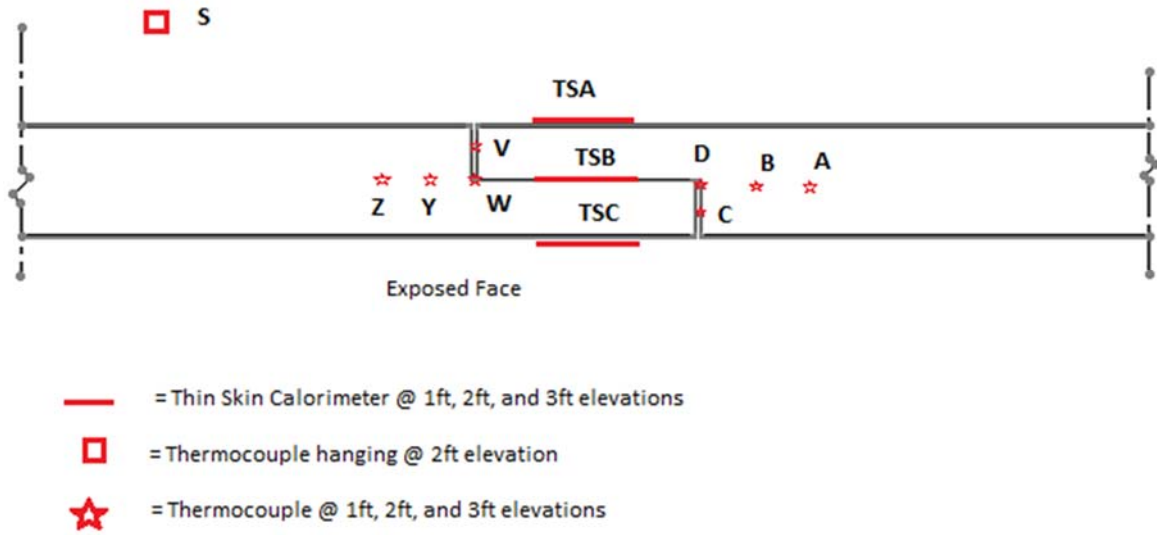 S
TSA
V
TSB
D
B
A
Z
Y
W
TSC
C
Exposed Face
= Thin Skin Calorimeter @ 1ft, 2ft, and 3ft elevations
= Thermocouple hanging @ 2ft elevation
= Thermocouple @ 1ft, 2ft, and 3ft elevations